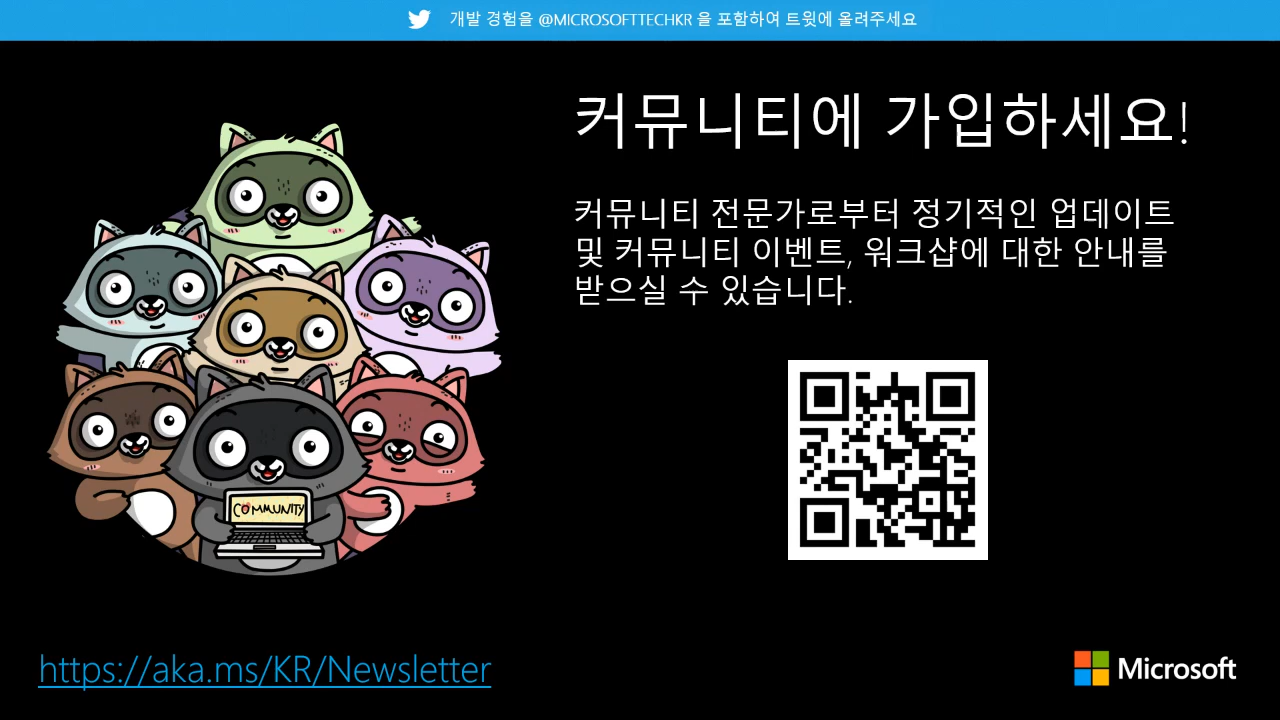 개발 경험을 @MICROSOFTTECHKR 을 포함하여 트윗에 올려주세요
커뮤니티에 가입하세요!
커뮤니티 전문가로부터 정기적인 업데이트
및 커뮤니티 이벤트, 워크샵에 대한 안내를
받으실 수 있습니다.
COMMUNITY
https://aka.ms/KR/Newsletter
Microsoft